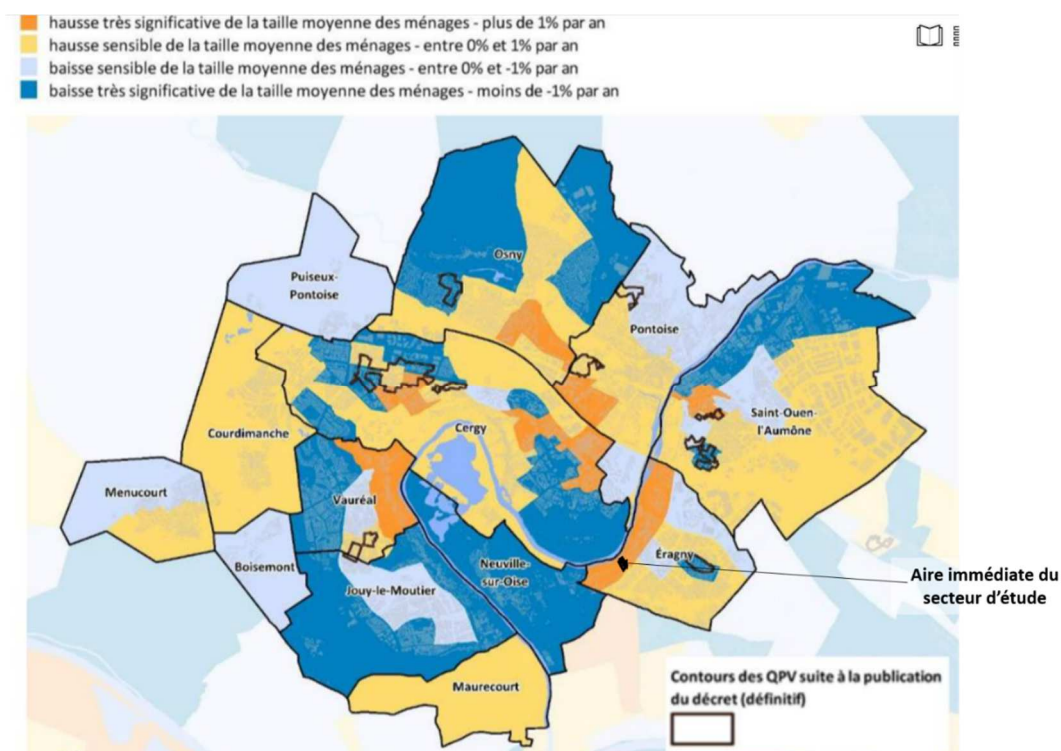 hausse très significative de la taille moyenne des ménages - plus de 1% par an
hausse sensible de la taille moyenne des ménages - entre 0% et 1% par an
baisse sensible de la taille moyenne des ménages - entre 0% et -1% par an
baisse très significative de la taille moyenne des ménages - moins de -1% par an
Osny
Puiseux-
Pontoise
Pontoise
Saint-Ouen-
l'Aumône
Courdimanche
Cergy
Menucourt
Vauréal
Boisemont
Éragny
Neuville-
sur-Oise
Jouy-le-Moutier
Maurecourt
Aire immédiate du
secteur d'étude
Contours des QPV suite à la publication
du décret (définitif)